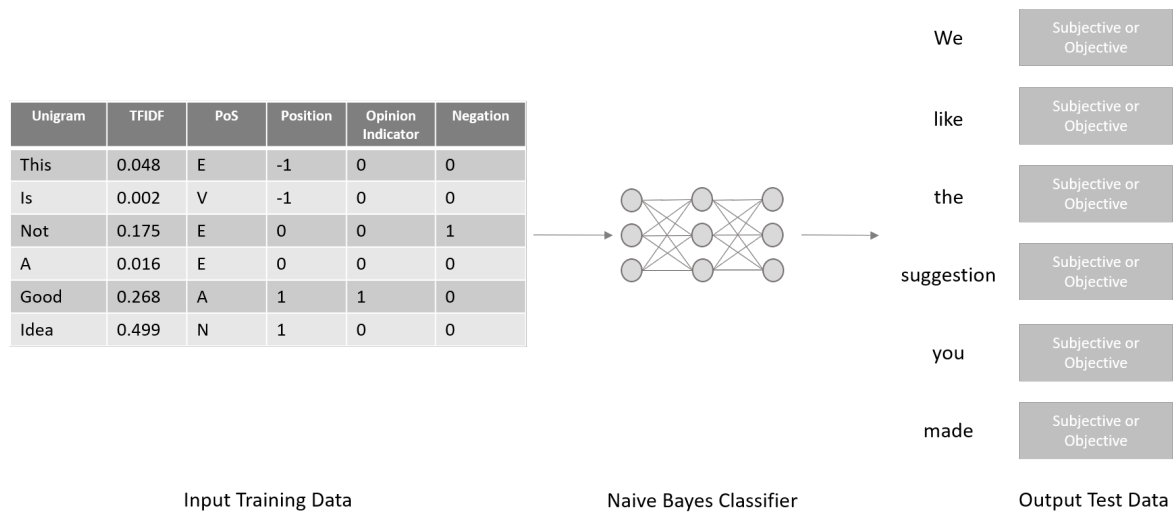 Unigram TFIDF PoS Position Opinion Indicator Negation
This 0.048 E -1 0 0
Is 0.002 V -1 0 0
Not 0.175 E 0 0 1
A 0.016 E 0 0 0
Good 0.268 A 1 1 0
Idea 0.499 N 1 0 0
We
Subjective or
Objective
like
Subjective or
Objective
the
Subjective or
Objective
suggestion
Subjective or
Objective
you
Subjective or
Objective
made
Subjective or
Objective
Input Training Data
Naive Bayes Classifier
Output Test Data